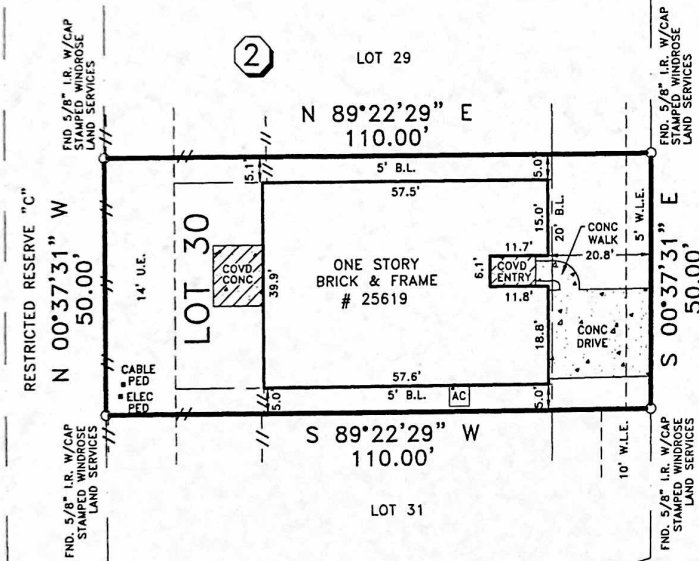 FND. 5/8" I.R. W/CAP
STAMPED WINDROSE
LAND SERVICES
2
LOT 29
FND. 5/8" I.R. W/CAP
STAMPED WINDROSE
LAND SERVICES
N 89°22'29" E
110.00'
5.1'
5' B.L.
5.0'
57.5'
RESTRICTED RESERVE "C"
N 00°37'31" W
50.00'
14' U.E.
LOT 30
COVD
CONC
39.9'
ONE STORY
BRICK & FRAME
# 25619
15.0'
20' B.L.
11.7'
6.1'
COVD
ENTRY
11.8'
CONC
WALK
20.8'
5' W.L.E.
S 00°37'31" E
50.00'
18.8'
CONC
DRIVE
CABLE
PED
ELEC
PED
57.6'
5.0'
5' B.L.
AC
5.0'
S 89°22'29" W
110.00'
10' W.L.E.
FND. 5/8" I.R. W/CAP
STAMPED WINDROSE
LAND SERVICES
LOT 31
FND. 5/8" I.R. W/CAP
STAMPED WINDROSE
LAND SERVICES